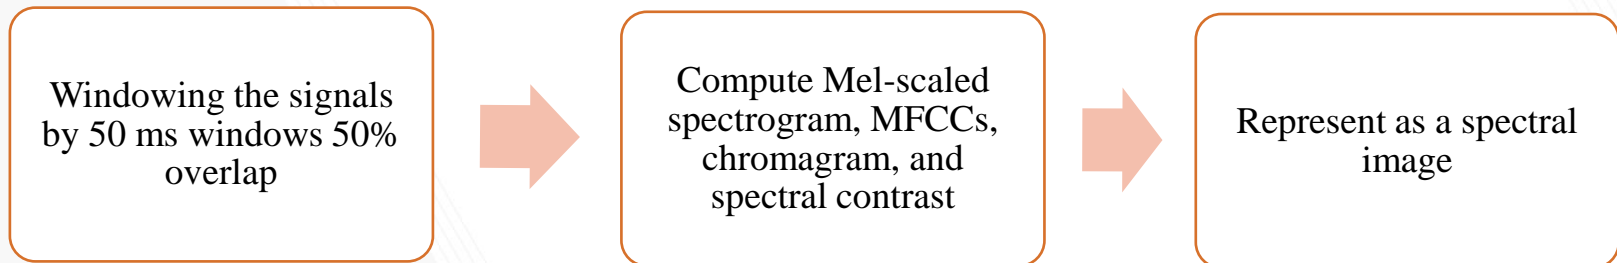 Windowing the signals
by 50 ms windows 50%
overlap
Compute Mel-scaled
spectrogram, MFCCs,
chromagram, and
spectral contrast
Represent as a spectral
image